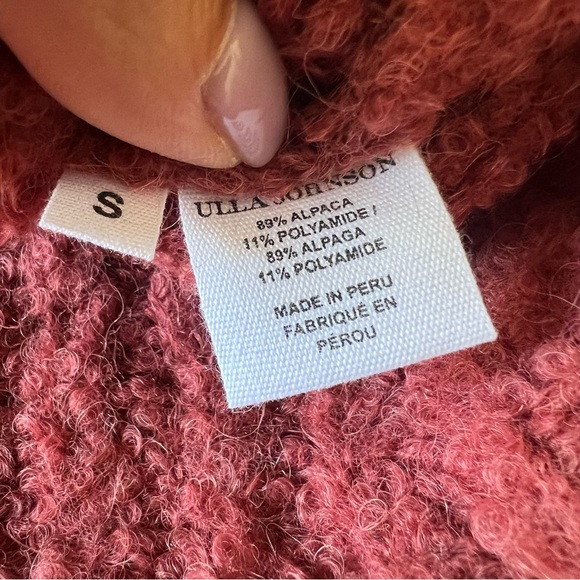 S
ULLA JOHNSON
89% ALPACA
11% POLYAMIDE /
89% ALPAGA
11% POLYAMIDE
MADE IN PERU
FABRIQUÉ EN
PÉROU